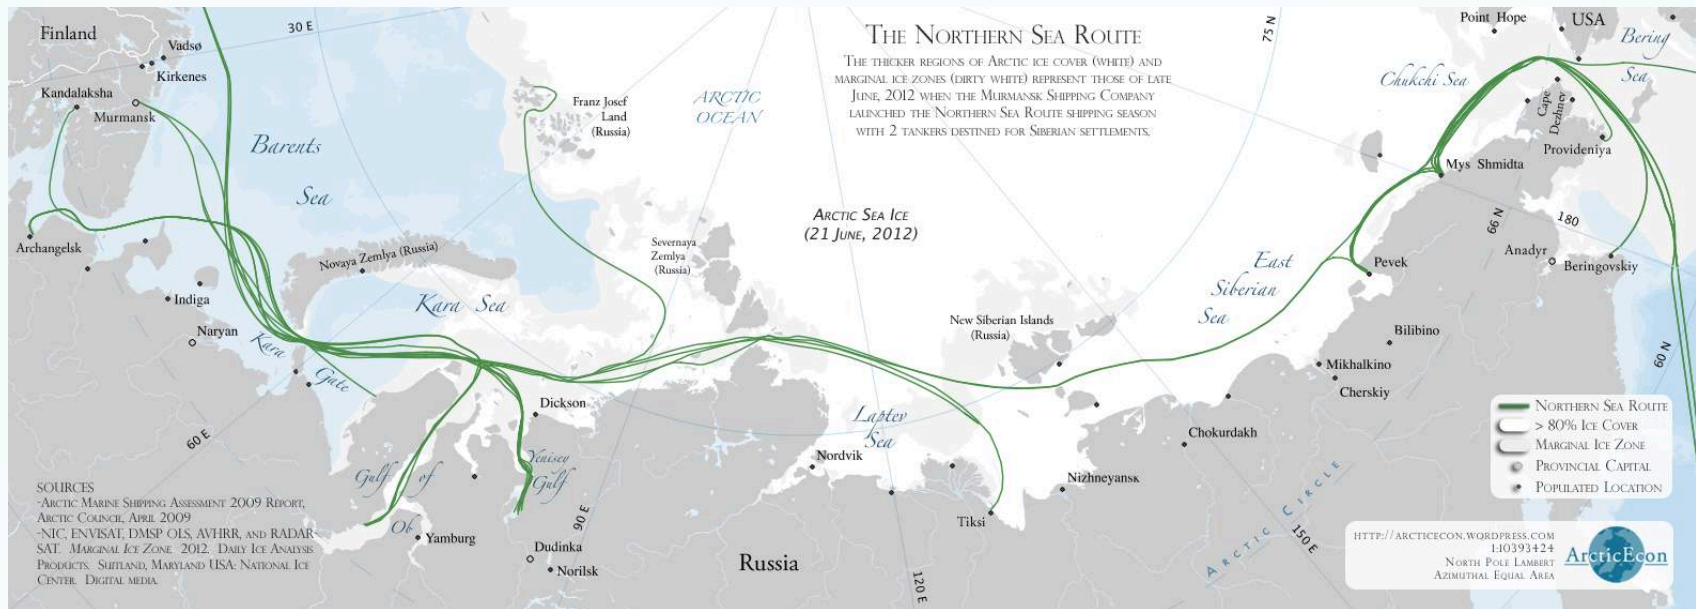 THE NORTHERN SEA ROUTE
THE THICKER REGIONS OF ARCTIC ICE COVER (WHITE) AND
MARGINAL ICE ZONES (DIRTY WHITE) REPRESENT THOSE OF LATE
JUNE, 2012 WHEN THE MURMANSK SHIPPING COMPANY
LAUNCHED THE NORTHERN SEA ROUTE SHIPPING SEASON
WITH 2 TANKERS DESTINED FOR SIBERIAN SETTLEMENTS.
Finland
30 E
75 N
Point Hope
USA
Bering
Sea
Vadsø
Kirkenes
Kandalaksha
Murmansk
Franz Josef
Land
(Russia)
ARCTIC
OCEAN
Chukchi Sea
Cape
Dezhnev
Provideniya
Barents
Sea
Mys Shmidta
ARCTIC SEA ICE
(21 JUNE, 2012)
66 N
180
Archangelsk
Novaya Zemlya (Russia)
Severnaya
Zemlya
(Russia)
East
Siberian
Sea
Pevek
Anadyr
Beringovskiy
Indiga
Kara Sea
Naryan
Kara
Gate
New Siberian Islands
(Russia)
Bilibino
Mikhalkino
Cherskiy
60 N
Dickson
Laptev
Sea
60 E
Chokurdakh
Nordvik
Yenisey
Gulf
Gulf of
Ob
Nizhneyansk
Tiksi
Yamburg
90 E
Dudinka
Norilsk
Russia
120 E
ARCTIC CIRCLE
150 E
NORTHERN SEA ROUTE
> 80% ICE COVER
MARGINAL ICE ZONE
PROVINCIAL CAPITAL
POPULATED LOCATION
SOURCES
-ARCTIC MARINE SHIPPING ASSESSMENT 2009 REPORT,
ARCTIC COUNCIL, APRIL 2009
-NIC, ENVISAT, DMSP OLS, AVHRR, AND RADAR-
SAT. MARGINAL ICE ZONE. 2012. DAILY ICE ANALYSIS
PRODUCTS. SUITLAND, MARYLAND USA: NATIONAL ICE
CENTER. DIGITAL MEDIA.
HTTP://ARCTICECON.WORDPRESS.COM
1:10393424
NORTH POLE LAMBERT
AZIMUTHAL EQUAL AREA
ArcticEcon